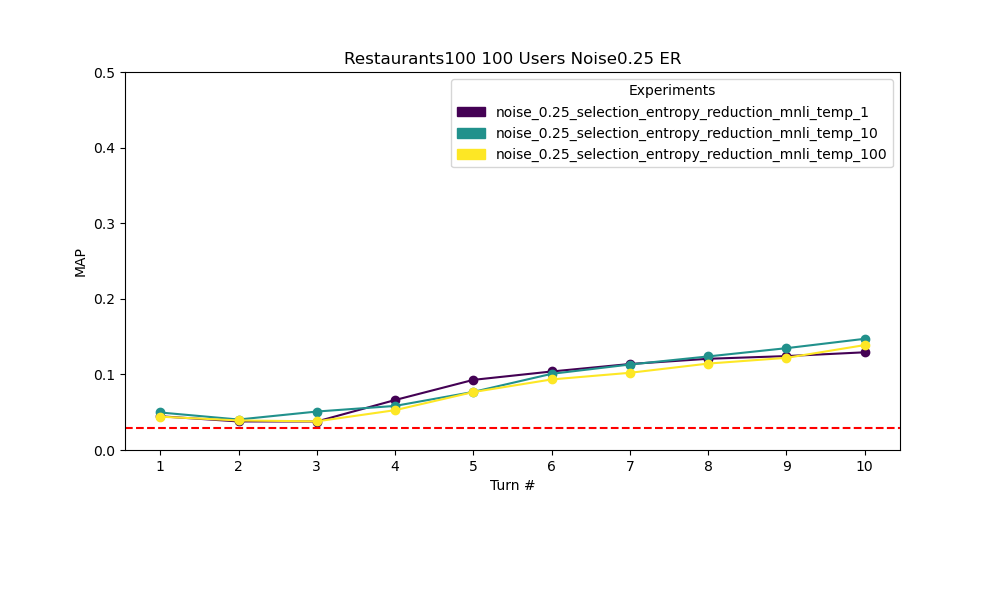 Restaurants100 100 Users Noise0.25 ER
Experiments
noise_0.25_selection_entropy_reduction_mnli_temp_1
noise_0.25_selection_entropy_reduction_mnli_temp_10
noise_0.25_selection_entropy_reduction_mnli_temp_100
MAP
0.5
0.4
0.3
0.2
0.1
0.0
1 2 3 4 5 6 7 8 9 10
Turn #